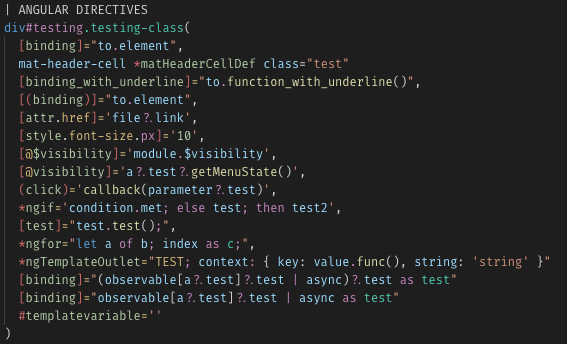 | ANGULAR DIRECTIVES
div#testing.testing-class(
  [binding]="to.element",
  mat-header-cell *matHeaderCellDef class="test"
  [binding_with_underline]="to.function_with_underline()",
  [(binding)]="to.element",
  [attr.href]='file?.link',
  [style.font-size.px]='10',
  [@$visibility]='module.$visibility',
  [@visibility]='a?.test?.getMenuState()',
  (click)='callback(parameter?.test)',
  *ngif='condition.met; else test; then test2',
  [test]="test.test();",
  *ngfor="let a of b; index as c;",
  *ngTemplateOutlet="TEST; context: { key: value.func(), string: 'string' }"
  [binding]="(observable[a?.test]?.test | async)?.test as test"
  [binding]="observable[a?.test]?.test | async as test"
  #templatevariable=''
)